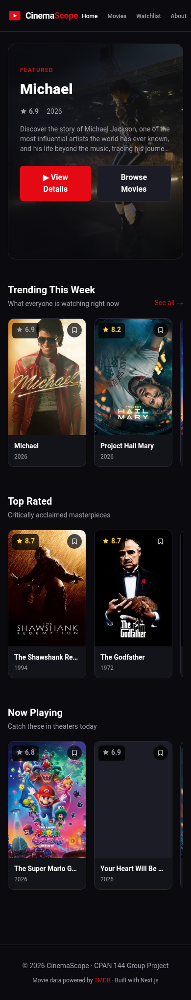 CinemaScope Home Movies Watchlist About
FEATURED
Michael
★ 6.9 2026
Discover the story of Michael Jackson, one of the
most influential artists the world has ever known,
and his life beyond the music, tracing his journe...
▶ View Details
Browse Movies
Trending This Week
What everyone is watching right now
See all →
★ 6.9
Michael
Michael
2026
★ 8.2
PROJECT
HAIL
MARY
Project Hail Mary
2026
Top Rated
Critically acclaimed masterpieces
★ 8.7
THE
SHAWSHANK
REDEMPTION
The Shawshank Re...
1994
★ 8.7
The
Godfather
The Godfather
1972
Now Playing
Catch these in theaters today
★ 6.8
THE SUPER
MARIO
GALAXY
MOVIE
The Super Mario G...
2026
★ 6.9
Your Heart Will Be ...
2026
© 2026 CinemaScope · CPAN 144 Group Project
Movie data powered by TMDB · Built with Next.js